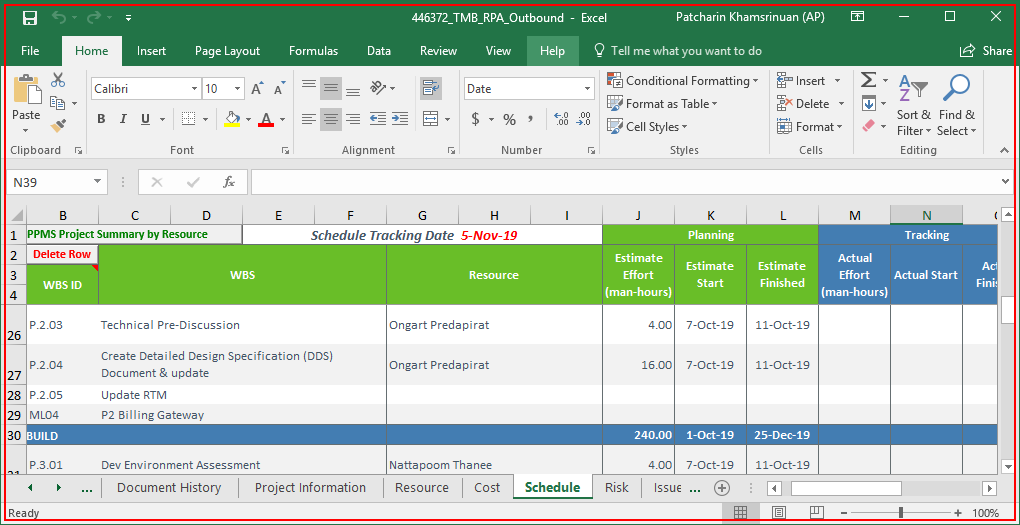 446372_TMB_RPA_Outbound - Excel
Patcharin Khamsrinuan (AP)
File Home Insert Page Layout Formulas Data Review View Help Tell me what you want to do Share
Calibri 10 A A Date Conditional Formatting Insert
Paste Format as Table Delete
B I U A $ % , .00 Cell Styles Format Sort & Filter Find & Select
Clipboard Font Alignment Number Styles Cells Editing
N39 fx
B C D E F G H I J K L M N
1 PPMS Project Summary by Resource Schedule Tracking Date 5-Nov-19 Planning Tracking
2 Delete Row
3
4
WBS ID WBS Resource Estimate Effort (man-hours) Estimate Start Estimate Finished Actual Effort (man-hours) Actual Start
26 P.2.03 Technical Pre-Discussion Ongart Predapirat 4.00 7-Oct-19 11-Oct-19
27 P.2.04 Create Detailed Design Specification (DDS) Document & update Ongart Predapirat 16.00 7-Oct-19 11-Oct-19
28 P.2.05 Update RTM
29 ML04 P2 Billing Gateway
30 BUILD 240.00 1-Oct-19 25-Dec-19
P.3.01 Dev Environment Assessment Nattapoom Thanee 4.00 7-Oct-19 11-Oct-19
... Document History Project Information Resource Cost Schedule Risk Issue ...
Ready 100%